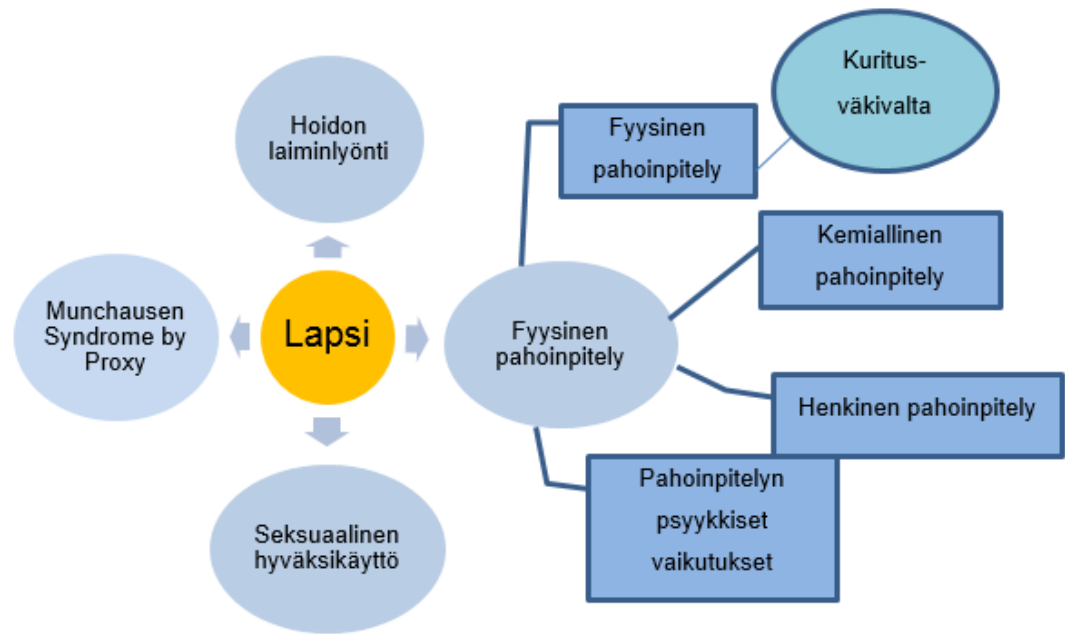 Kuritus-
väkivalta
Fyysinen
pahoinpitely
Hoidon
laiminlyönti
Kemiallinen
pahoinpitely
Munchausen
Syndrome by
Proxy
Lapsi
Fyysinen
pahoinpitely
Henkinen pahoinpitely
Pahoinpitelyn
psyykkiset
vaikutukset
Seksuaalinen
hyväksikäyttö